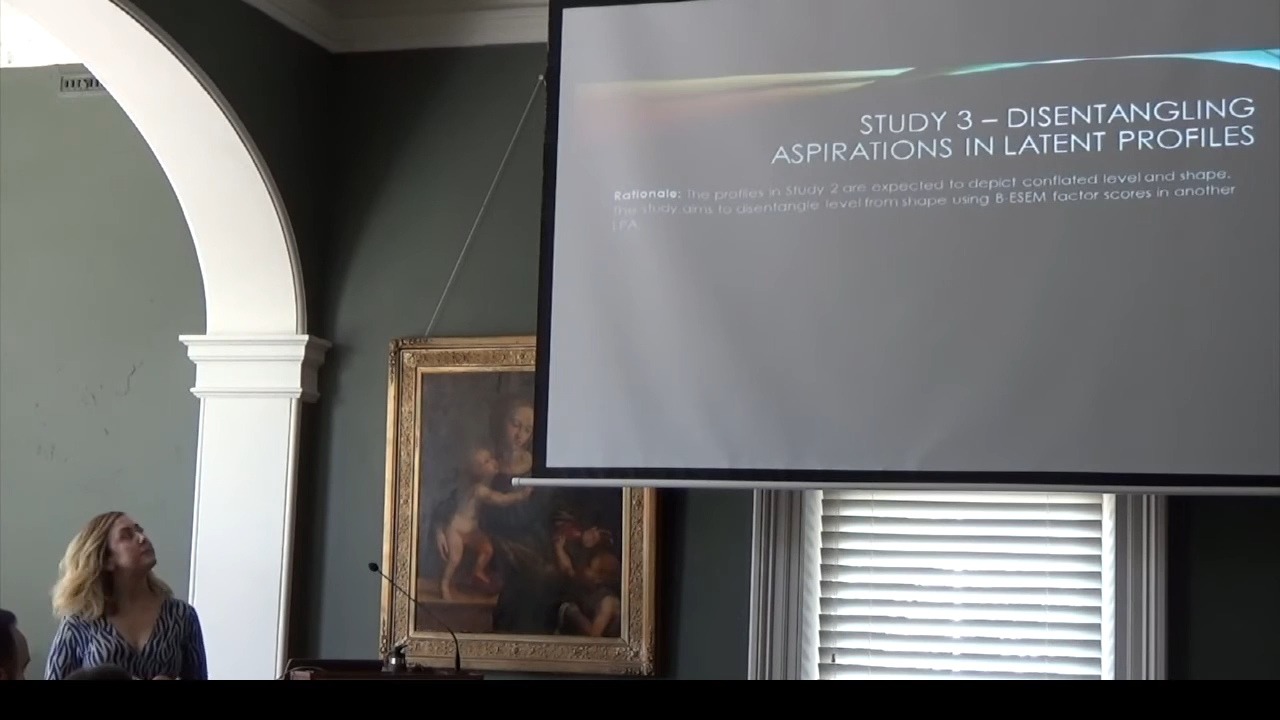 STUDY 3 – DISENTANGLING
ASPIRATIONS IN LATENT PROFILES
Rationale: The profiles in Study 2 are expected to depict conflated level and shape.
The study aims to disentangle level from shape using B-ESEM factor scores in another
LPA